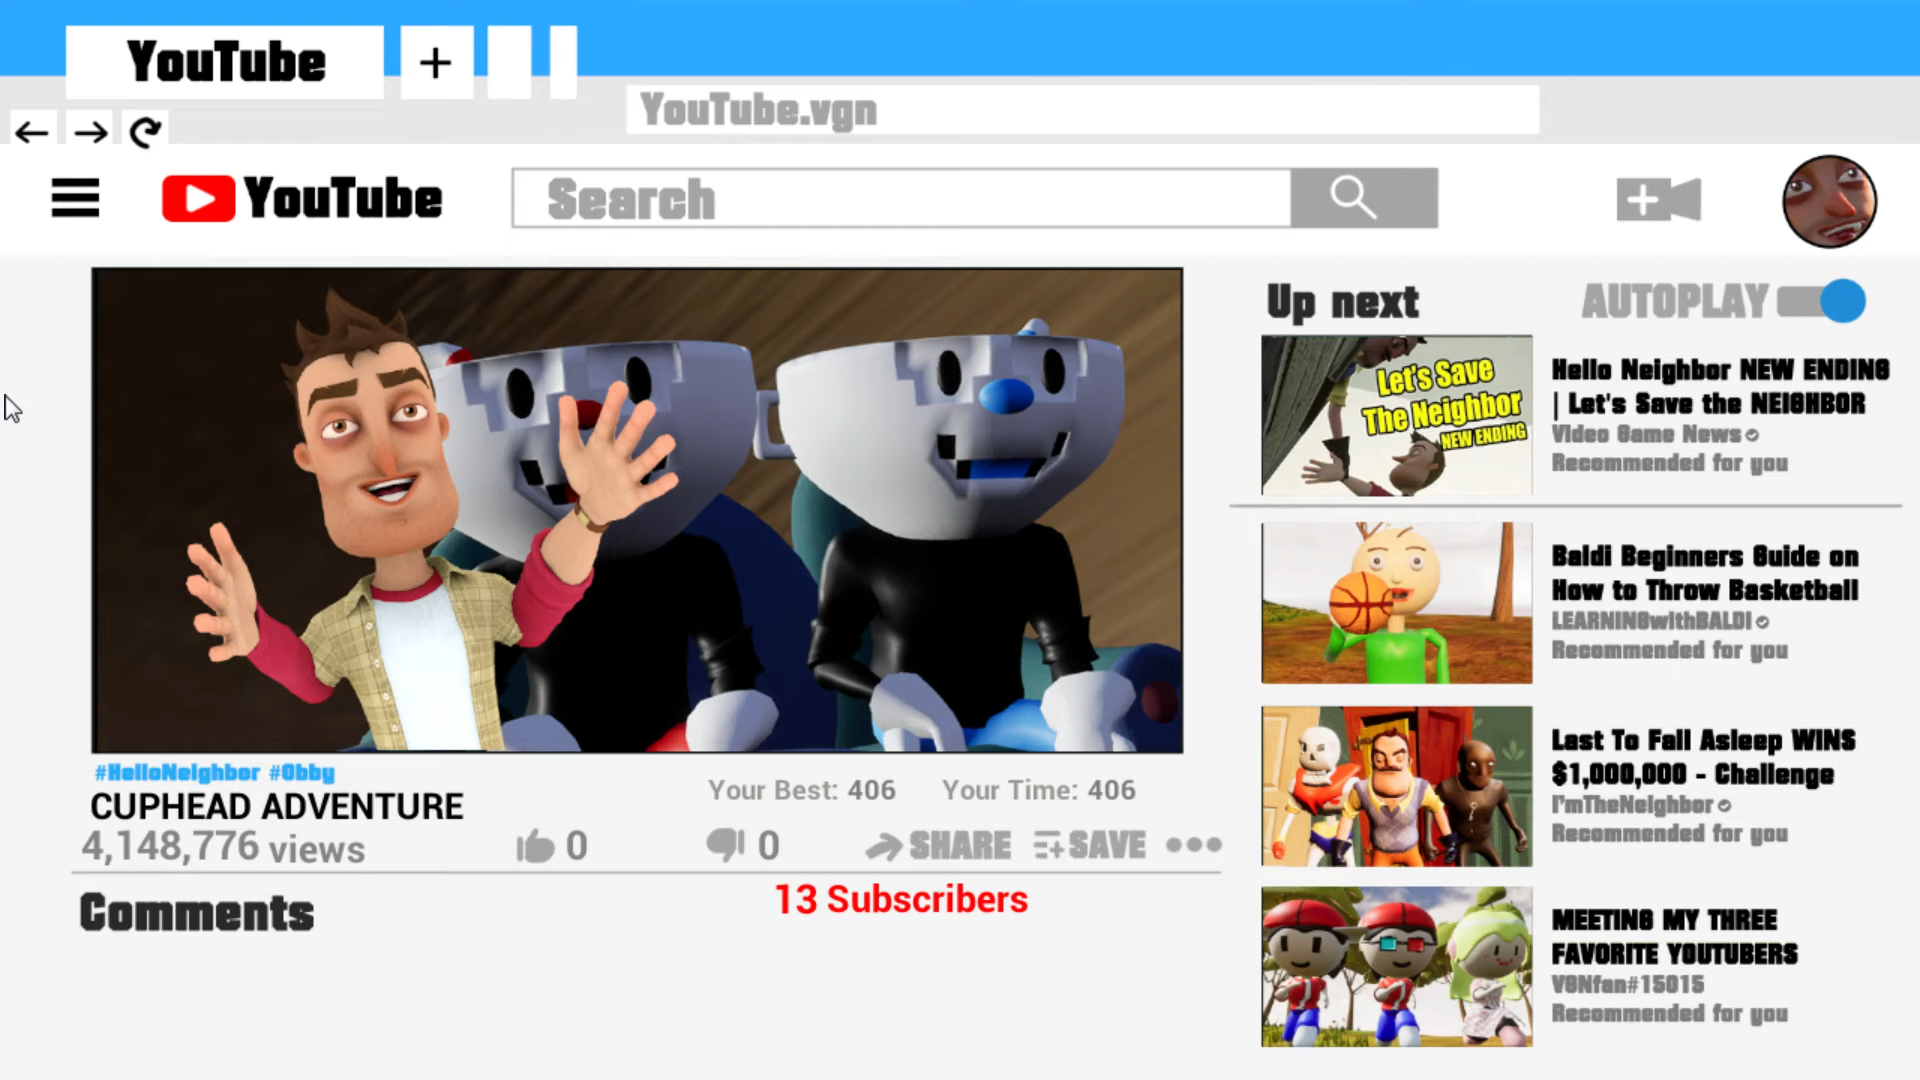 YouTube
+
YouTube.vgn
YouTube
Search
Up next
AUTOPLAY
Let's Save
The Neighbor
NEW ENDING
Hello Neighbor NEW ENDING
| Let's Save the NEIGHBOR
Video Game News
Recommended for you
Baldi Beginners Guide on
How to Throw Basketball
LEARNINGwithBALDI
Recommended for you
Last To Fall Asleep WINS
$1,000,000 - Challenge
I'mTheNeighbor
Recommended for you
MEETING MY THREE
FAVORITE YOUTUBERS
VGNfan#15015
Recommended for you
#HelloNeighbor #Obby
CUPHEAD ADVENTURE
Your Best: 406 Your Time: 406
4,148,776 views
0 0 SHARE SAVE
13 Subscribers
Comments